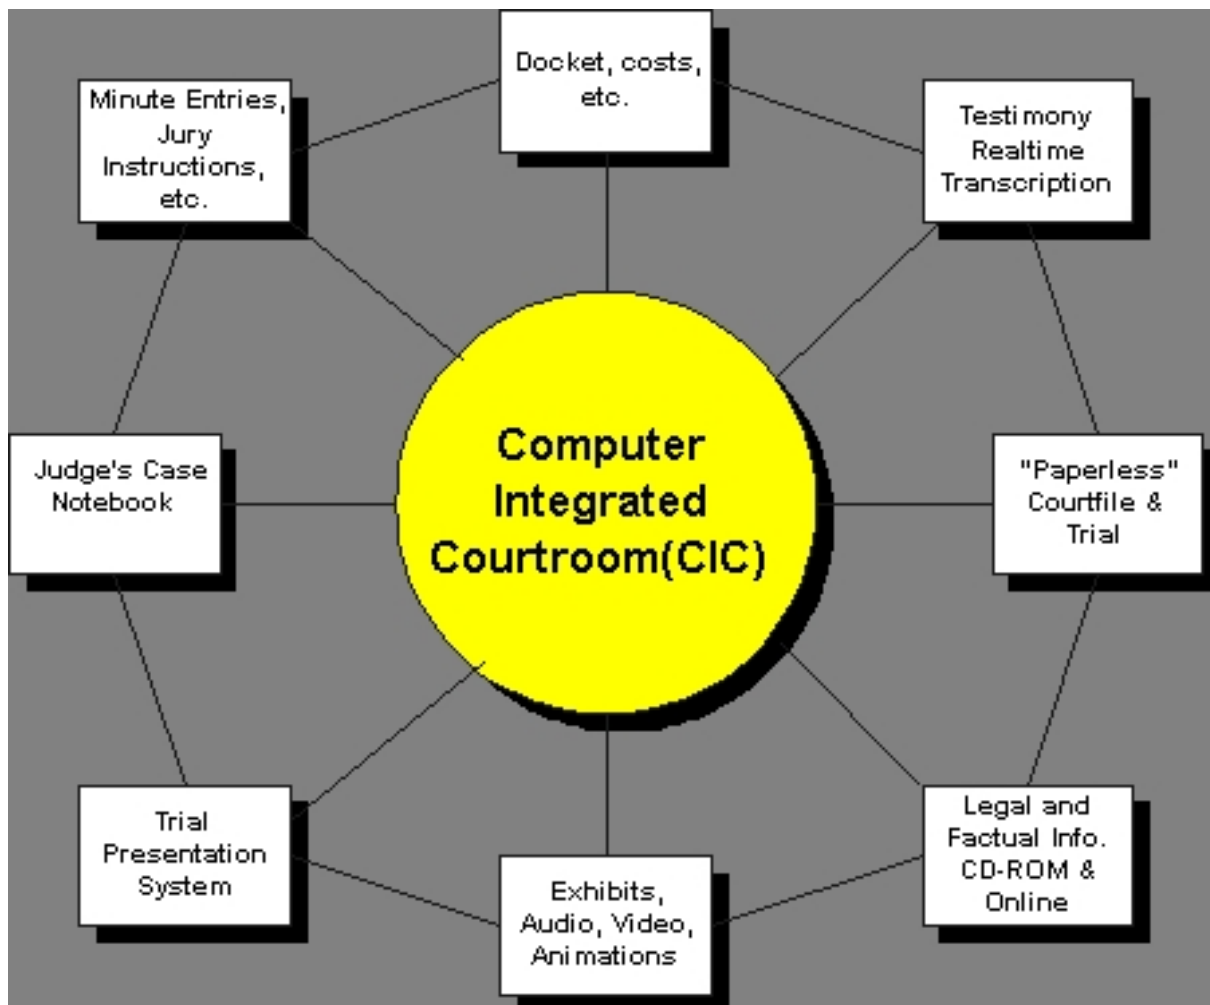 Docket, costs,
etc.
Minute Entries,
Jury
Instructions,
etc.
Testimony
Realtime
Transcription
Computer
Integrated
Courtroom(CIC)
Judge's Case
Notebook
"Paperless"
Courtfile &
Trial
Trial
Presentation
System
Exhibits,
Audio, Video,
Animations
Legal and
Factual Info.
CD-ROM &
Online